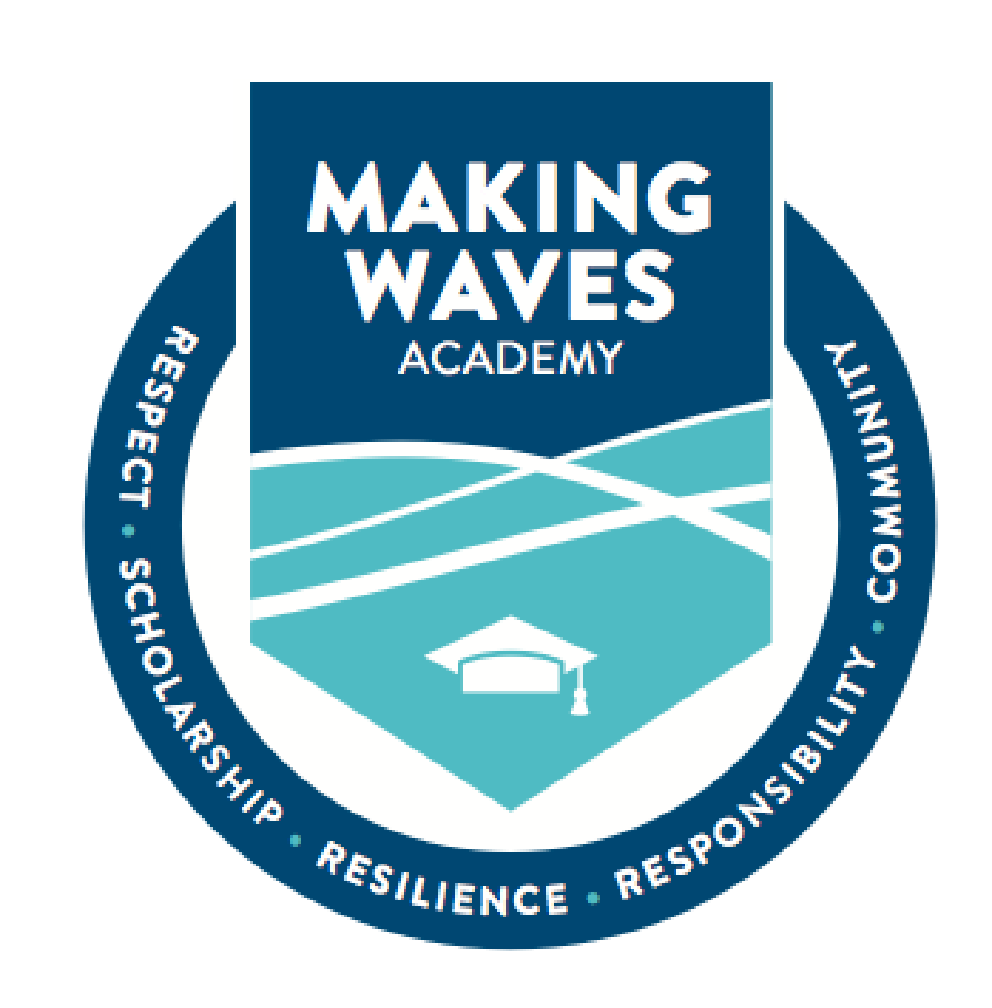 MAKING
WAVES
ACADEMY
RESPECT • SCHOLARSHIP • RESILIENCE • RESPONSIBILITY • COMMUNITY